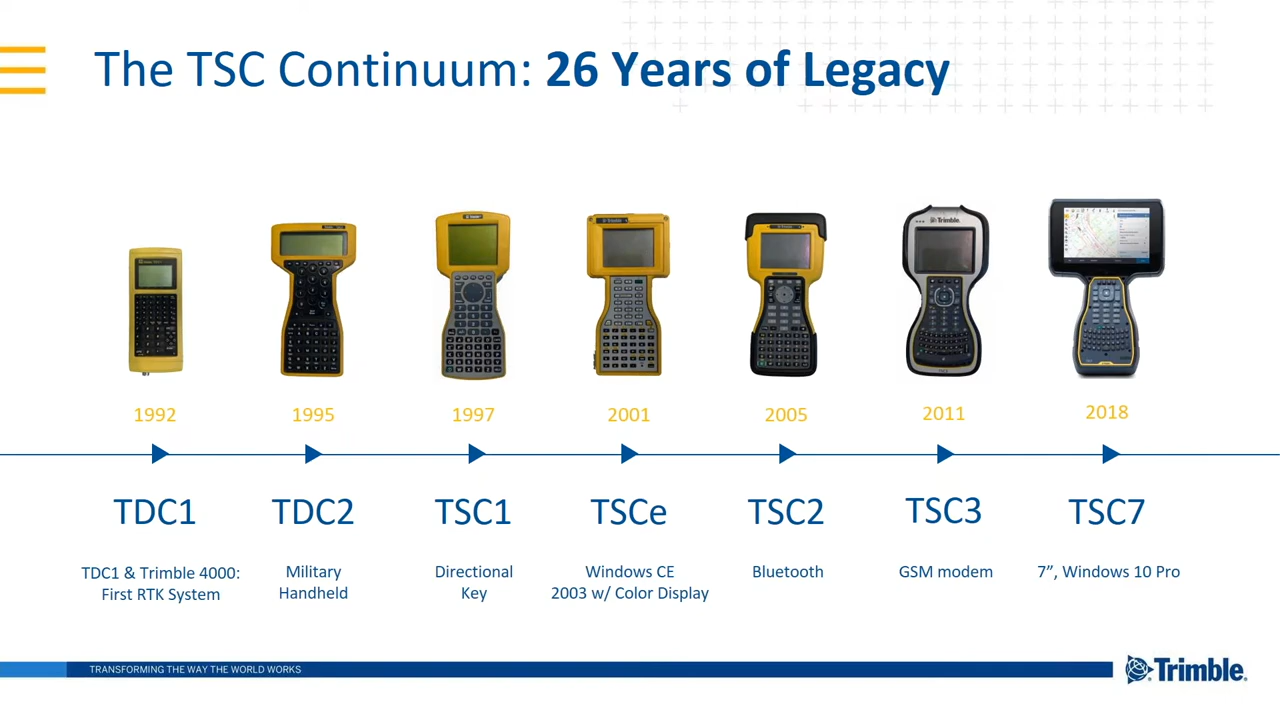 The TSC Continuum: 26 Years of Legacy
Trimble
Trimble
1992
1995
1997
2001
2005
2011
2018
TDC1
TDC2
TSC1
TSCe
TSC2
TSC3
TSC7
TDC1 & Trimble 4000:
First RTK System
Military
Handheld
Directional
Key
Windows CE
2003 w/ Color Display
Bluetooth
GSM modem
7”, Windows 10 Pro
TRANSFORMING THE WAY THE WORLD WORKS
Trimble